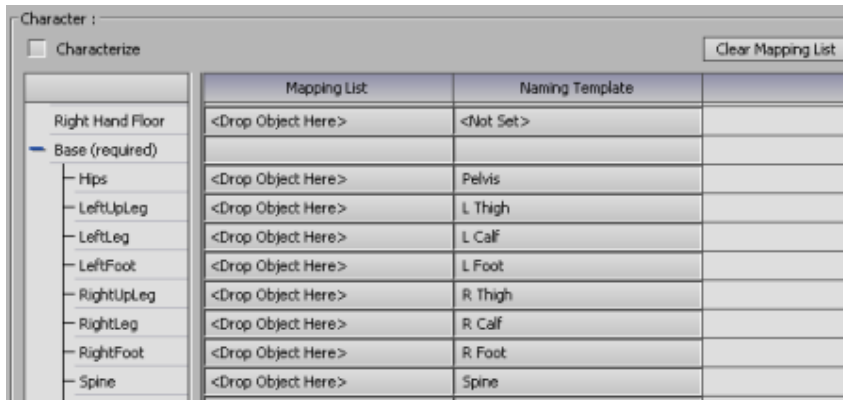 Character :
Characterize Clear Mapping List
Mapping List Naming Template
Right Hand Floor <Drop Object Here> <Not Set>
Base (required)
Hips <Drop Object Here> Pelvis
LeftUpLeg <Drop Object Here> L Thigh
LeftLeg <Drop Object Here> L Calf
LeftFoot <Drop Object Here> L Foot
RightUpLeg <Drop Object Here> R Thigh
RightLeg <Drop Object Here> R Calf
RightFoot <Drop Object Here> R Foot
Spine <Drop Object Here> Spine